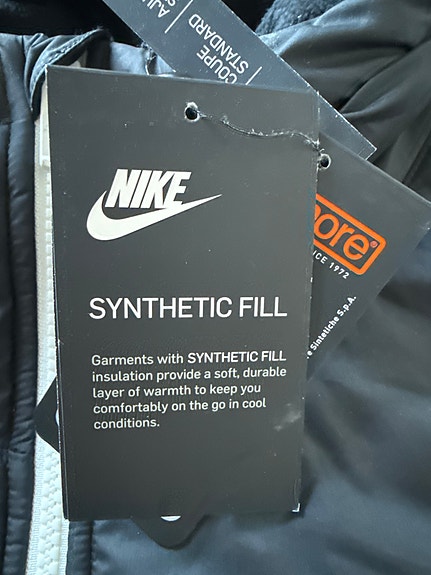 COUPE
STANDARD
NIKE
SYNTHETIC FILL
Garments with SYNTHETIC FILL
insulation provide a soft, durable
layer of warmth to keep you
comfortably on the go in cool
conditions.
ore®
CE 1972
e Sintetiche S.p.A.